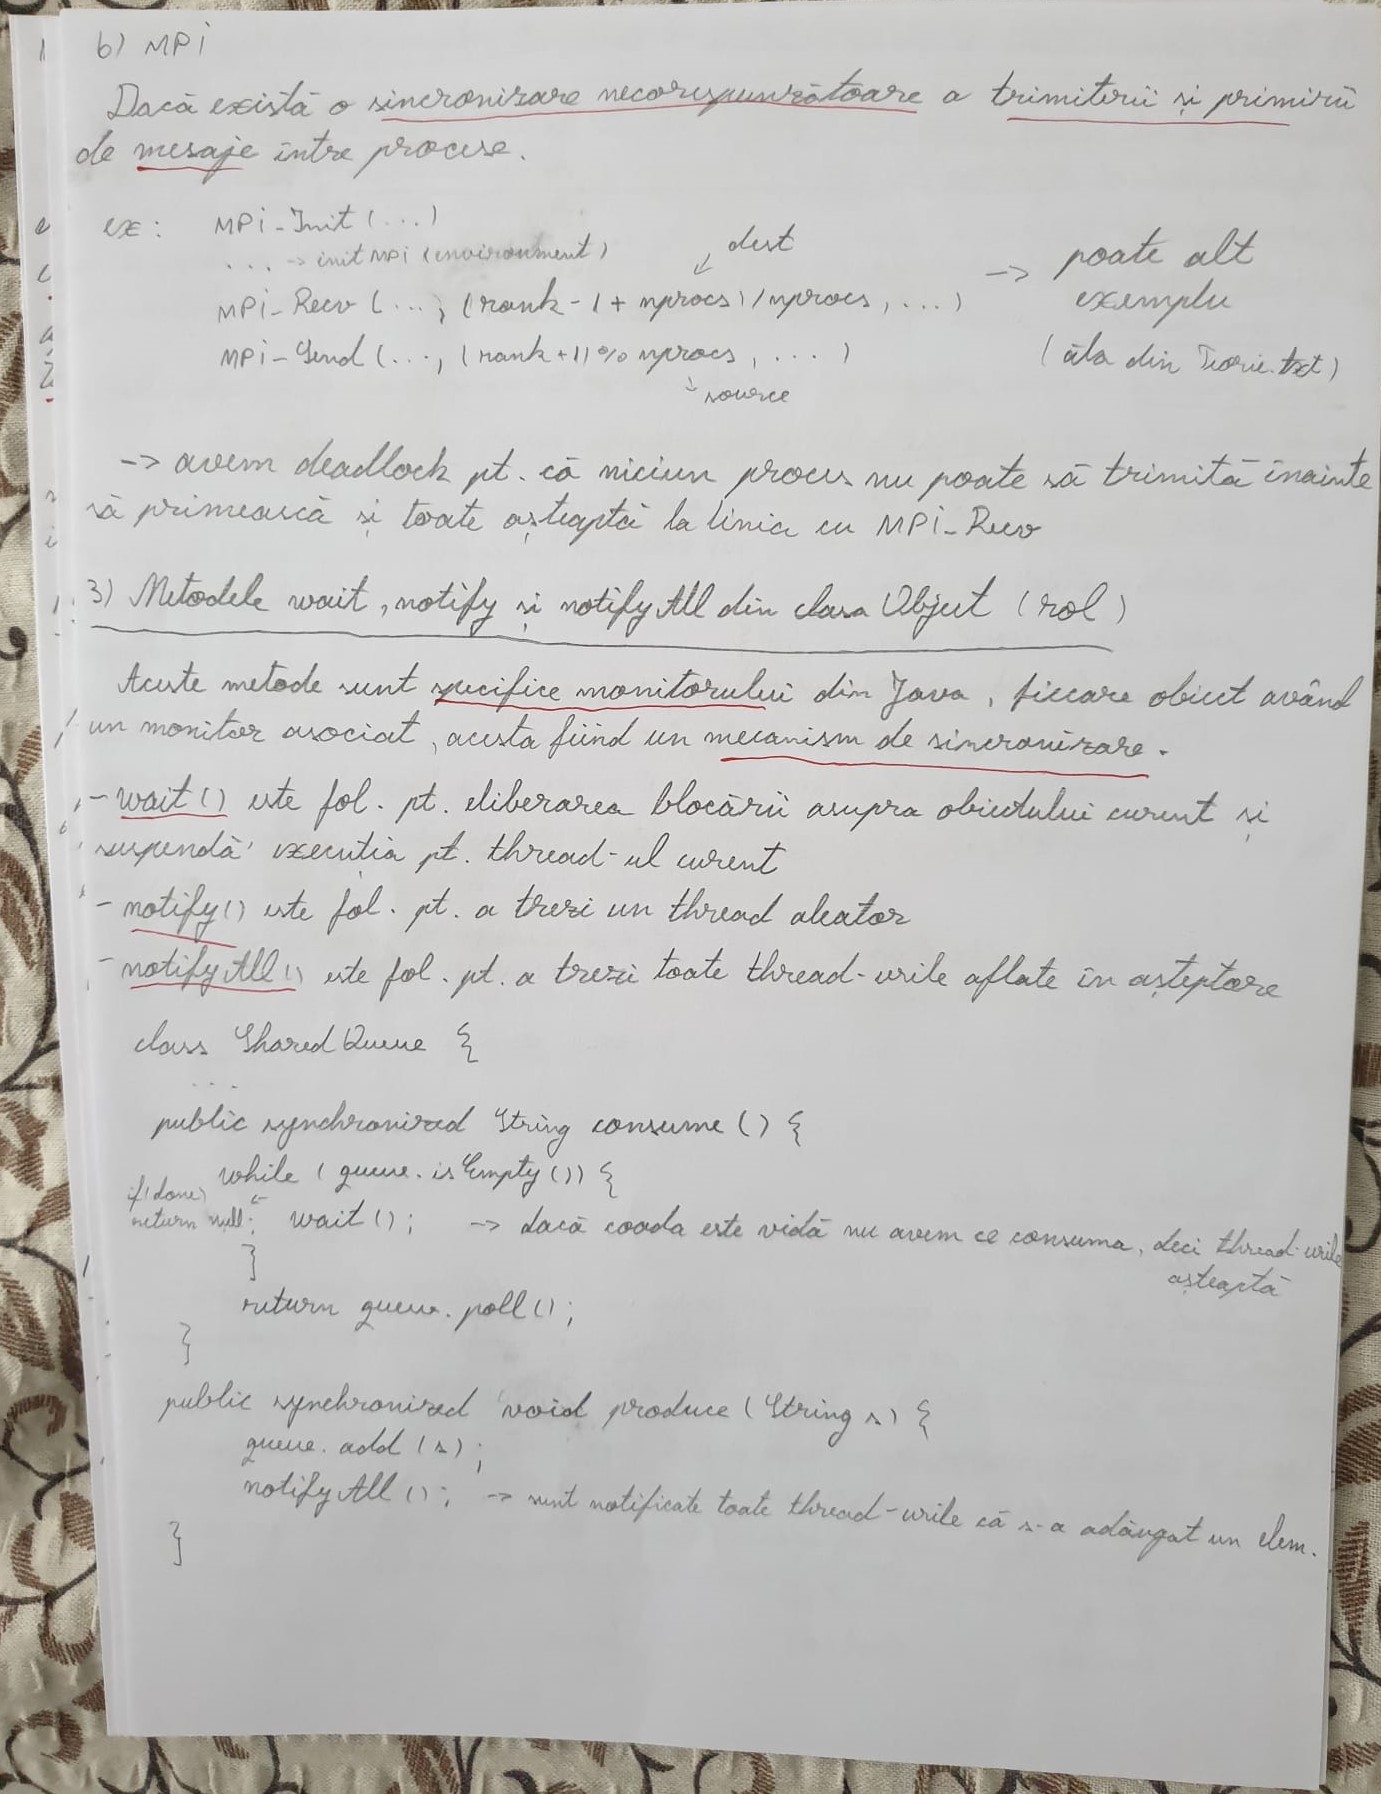 b) MPi
Dacă există o sincronizare necorespunzătoare a trimiterii și primirii
de mesaje între procese.
ex: MPi_Init (...)
... -> init MPi (environment)
dest
MPi_Recv (..., (rank-1 + nprocs)/nprocs, ...)
MPi_Send (..., (rank+1)% nprocs, ...)
source
-> poate alt
exemplu
(ăla din Teorie.txt)
-> avem deadlock pt. că niciun proces nu poate să trimită înainte
să primească și toate așteaptă la linia cu MPi_Recv
3) Metodele wait, notify și notifyAll din clasa Object (rol)
Aceste metode sunt specifice monitorului din Java, fiecare obiect având
un monitor asociat, acesta fiind un mecanism de sincronizare.
- wait() este fol. pt. eliberarea blocării asupra obiectului curent și
suspendă execuția pt. thread-ul curent
- notify() este fol. pt. a trezi un thread aleator
- notifyAll() este fol. pt. a trezi toate thread-urile aflate în așteptare
class SharedQueue {
...
public synchronized String consume () {
while (queue.isEmpty()) {
if(done)
return null; <- wait(); -> dacă coada este vidă nu avem ce consuma, deci thread-urile
așteaptă
}
return queue.poll();
}
public synchronized void produce (String s) {
queue.add(s);
notifyAll(); -> sunt notificate toate thread-urile că s-a adăugat un elem.
}